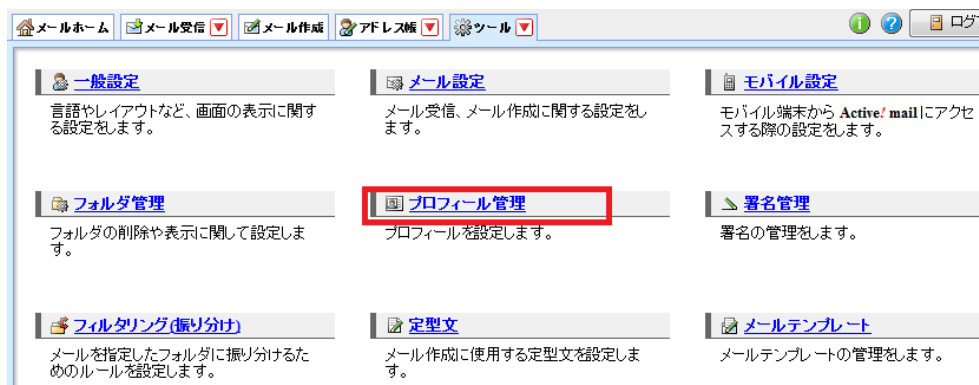 メールホーム メール受信 メール作成 アドレス帳 ツール ログ
一般設定 メール設定 モバイル設定
言語やレイアウトなど、画面の表示に関す メール受信、メール作成に関する設定をし モバイル端末から Active! mailにアクセ
る設定をします。 ます。 スする際の設定をします。
フォルダ管理 プロフィール管理 署名管理
フォルダの削除や表示に関して設定しま プロフィールを設定します。 署名の管理をします。
す。
フィルタリング(振り分け) 定型文 メールテンプレート
メールを指定したフォルダに振り分けるた メール作成に使用する定型文を設定しま メールテンプレートの管理をします。
めのルールを設定します。 す。